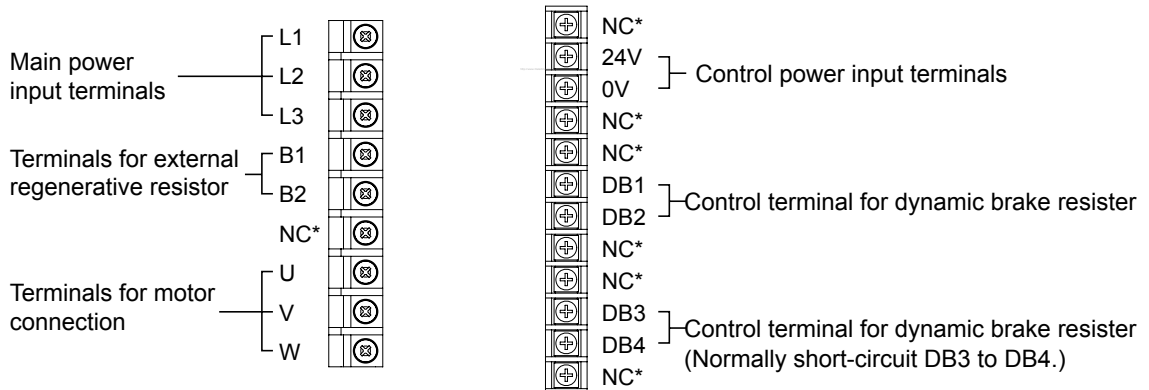 Main power
input terminals
L1
L2
L3
Terminals for external
regenerative resistor
B1
B2
NC*
Terminals for motor
connection
U
V
W
NC*
24V
0V
Control power input terminals
NC*
NC*
DB1
DB2
Control terminal for dynamic brake resister
NC*
NC*
DB3
DB4
Control terminal for dynamic brake resister
(Normally short-circuit DB3 to DB4.)
NC*